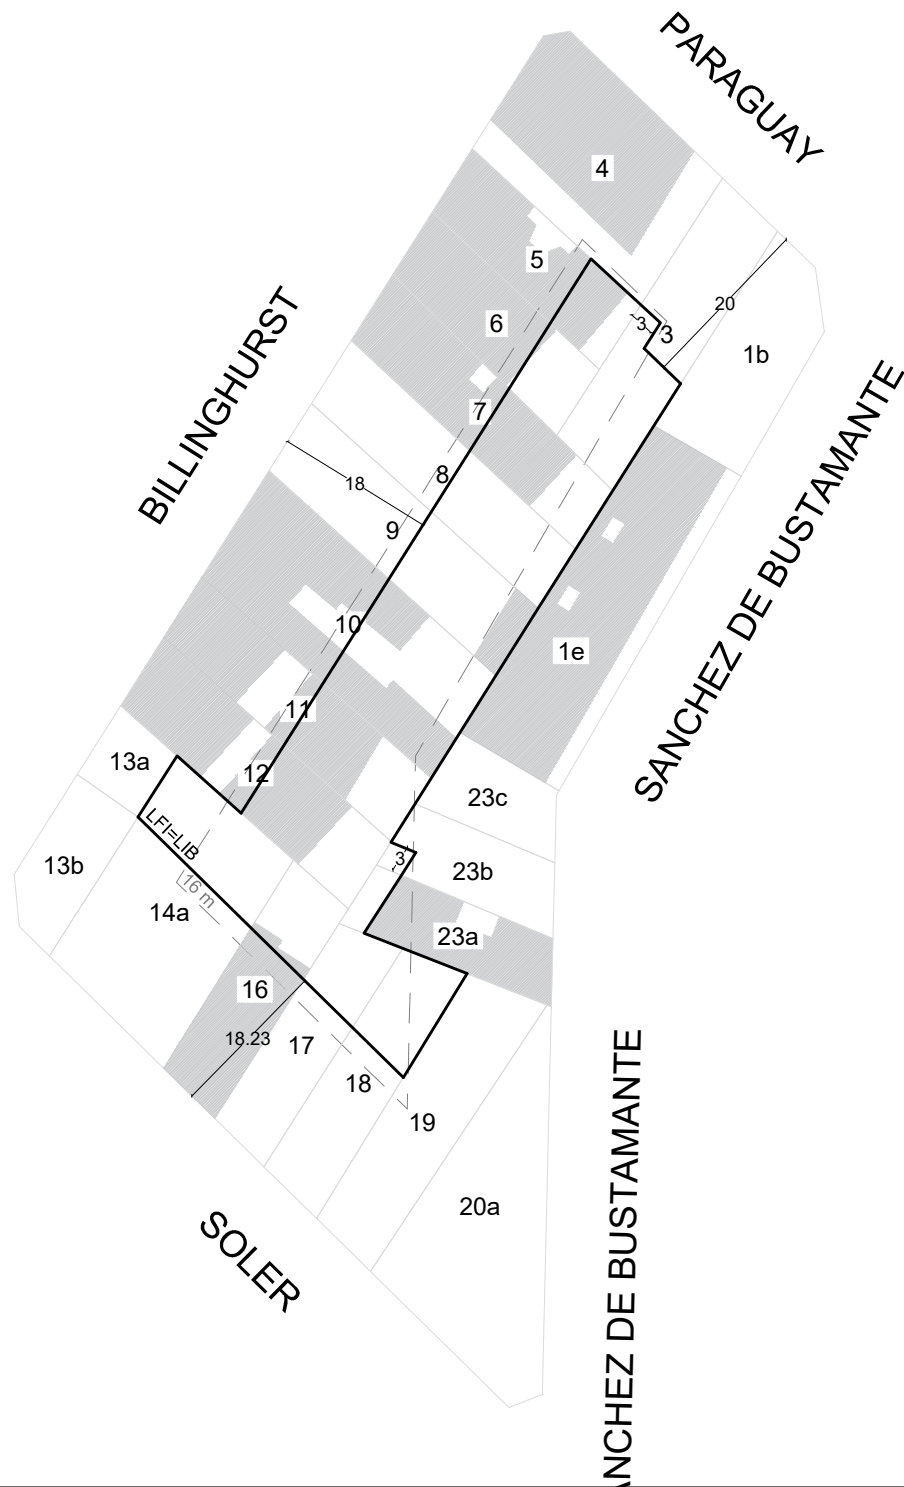 PARAGUAY
4
5
20
~3~
3
6
1b
BILLINGHURST
7
SANCHEZ DE BUSTAMANTE
8
18
9
10
1e
11
13a
12
23c
LFI=LIB
~3
13b
23b
16 m
14a
23a
16
18.23
17
18
19
20a
SOLER
ANCHEZ DE BUSTAMANTE